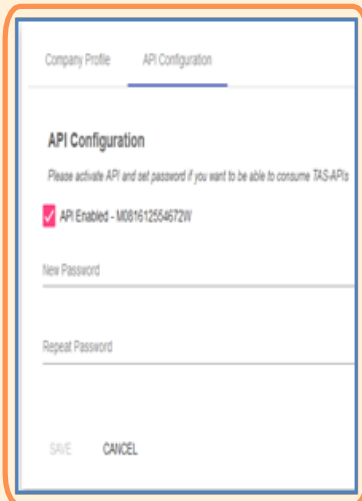 Company Profile API Configuration
API Configuration
Please activate API and set password if you want to be able to consume TAS-APIs
API Enabled - M081612554672W
New Password
Repeat Password
SAVE CANCEL